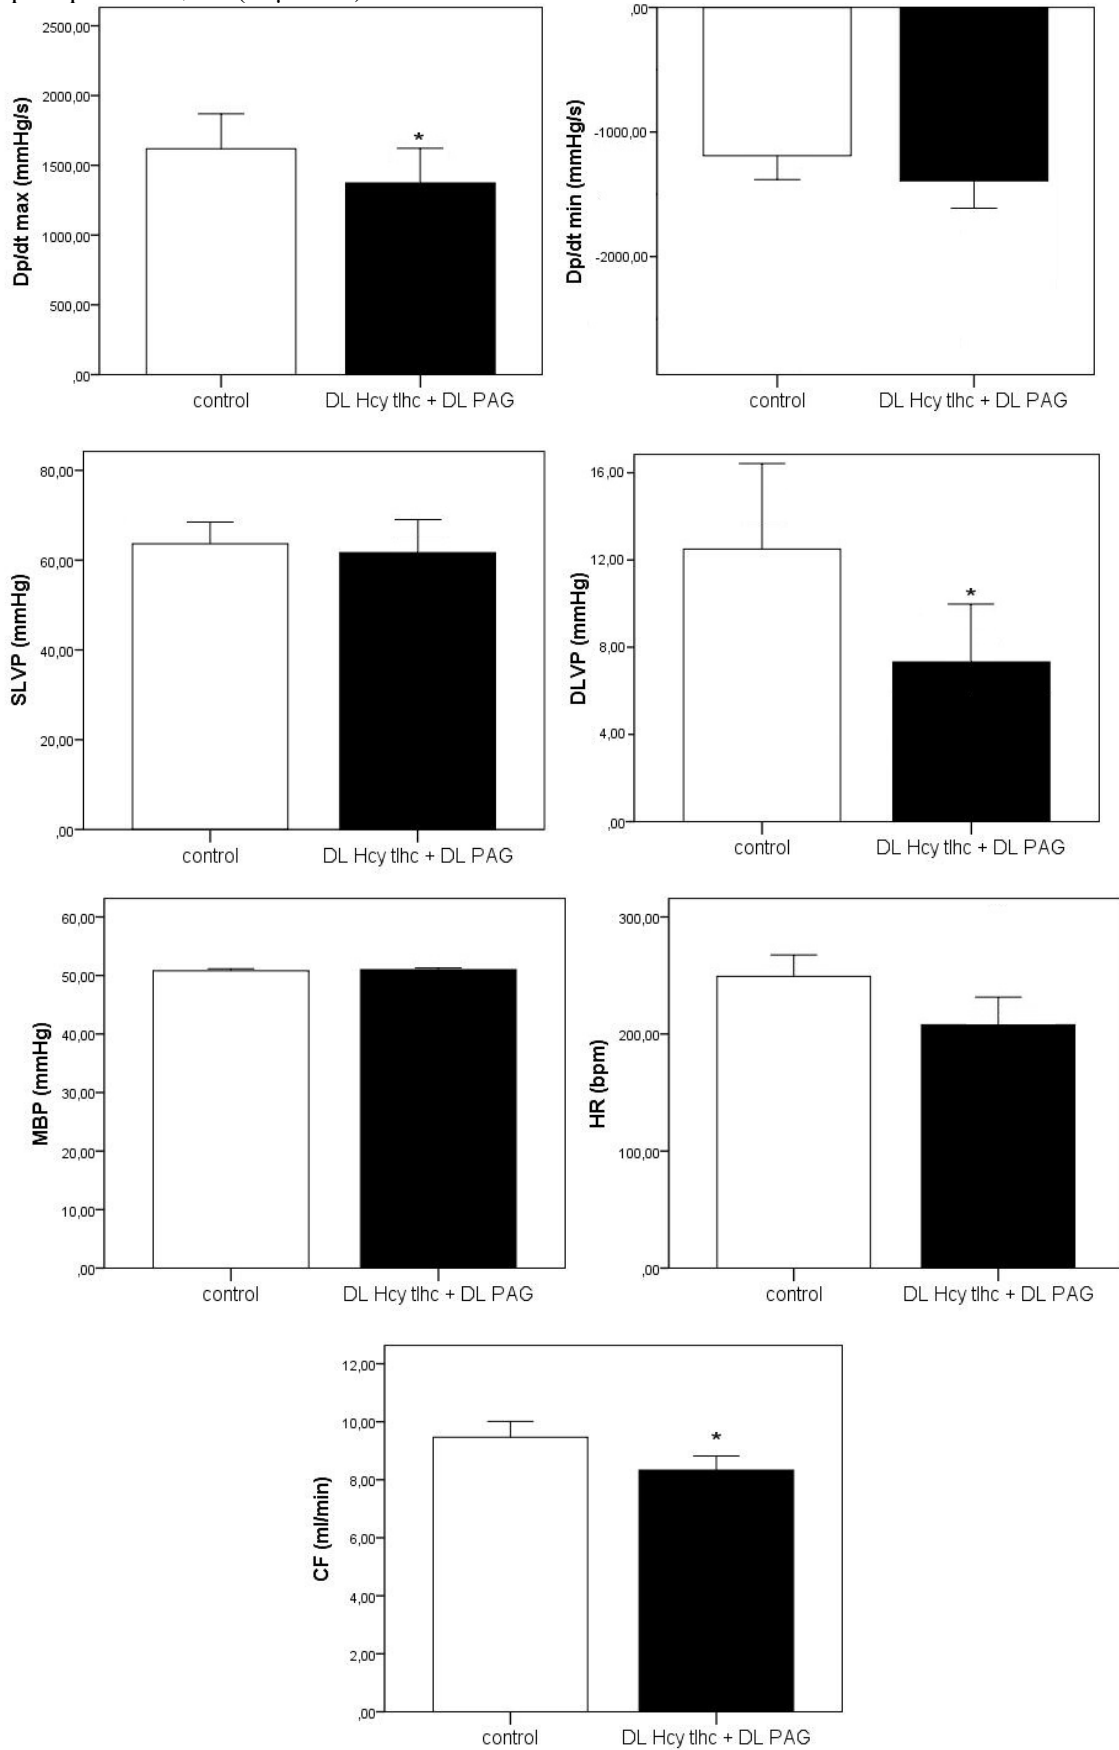 2500,00
2000,00
1500,00
1000,00
500,00
,00
Dp/dt max (mmHg/s)
*
control
DL Hcy tlhc + DL PAG
,00
-1000,00
-2000,00
Dp/dt min (mmHg/s)
control
DL Hcy tlhc + DL PAG
80,00
60,00
40,00
20,00
,00
SLVP (mmHg)
control
DL Hcy tlhc + DL PAG
16,00
12,00
8,00
4,00
,00
DLVP (mmHg)
*
control
DL Hcy tlhc + DL PAG
60,00
50,00
40,00
30,00
20,00
10,00
,00
MBP (mmHg)
control
DL Hcy tlhc + DL PAG
300,00
200,00
100,00
,00
HR (bpm)
control
DL Hcy tlhc + DL PAG
12,00
10,00
8,00
6,00
4,00
2,00
,00
CF (ml/min)
*
control
DL Hcy tlhc + DL PAG